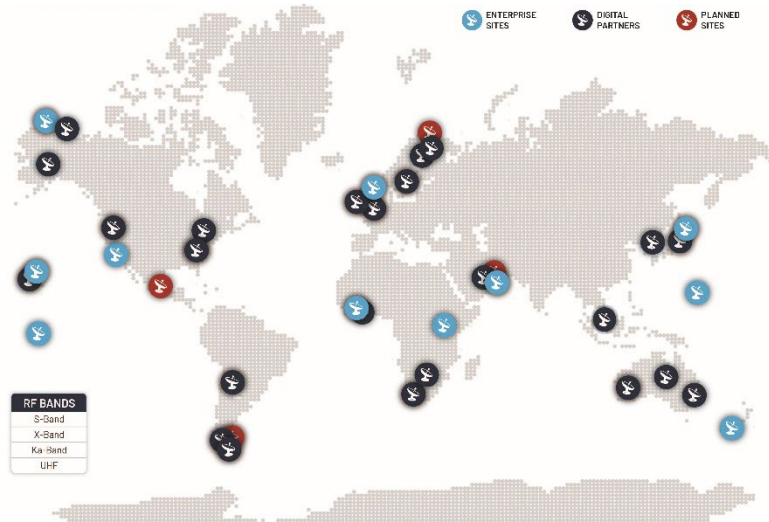 ENTERPRISE
SITES
DIGITAL
PARTNERS
PLANNED
SITES
RF BANDS
S-Band
X-Band
Ka-Band
UHF